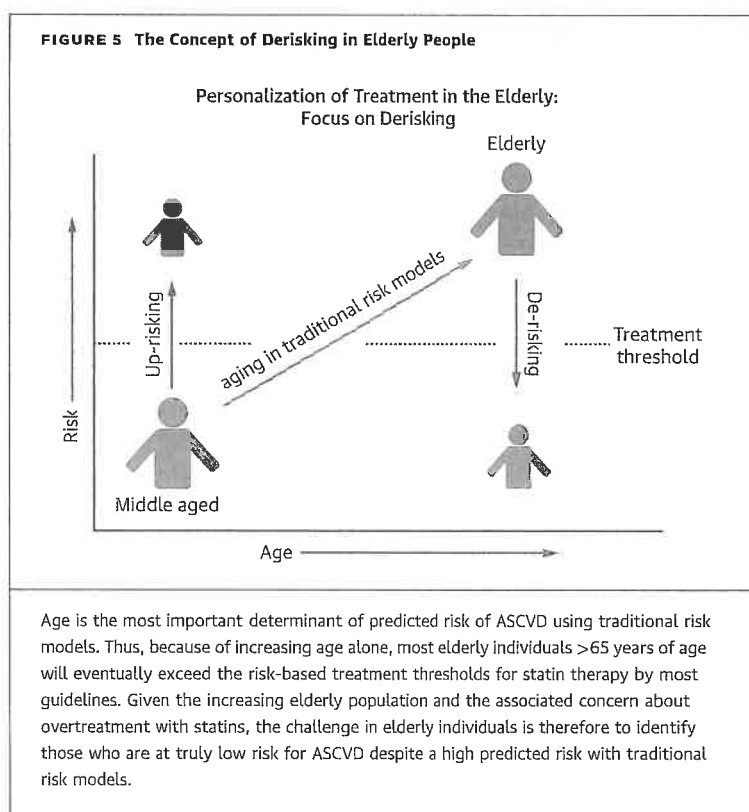 FIGURE 5 The Concept of Derisking in Elderly People
Personalization of Treatment in the Elderly:
Focus on Derisking
Elderly
Up-risking
aging in traditional risk models
De-risking
Treatment
threshold
Risk
Middle aged
Age
Age is the most important determinant of predicted risk of ASCVD using traditional risk
models. Thus, because of increasing age alone, most elderly individuals >65 years of age
will eventually exceed the risk-based treatment thresholds for statin therapy by most
guidelines. Given the increasing elderly population and the associated concern about
overtreatment with statins, the challenge in elderly individuals is therefore to identify
those who are at truly low risk for ASCVD despite a high predicted risk with traditional
risk models.